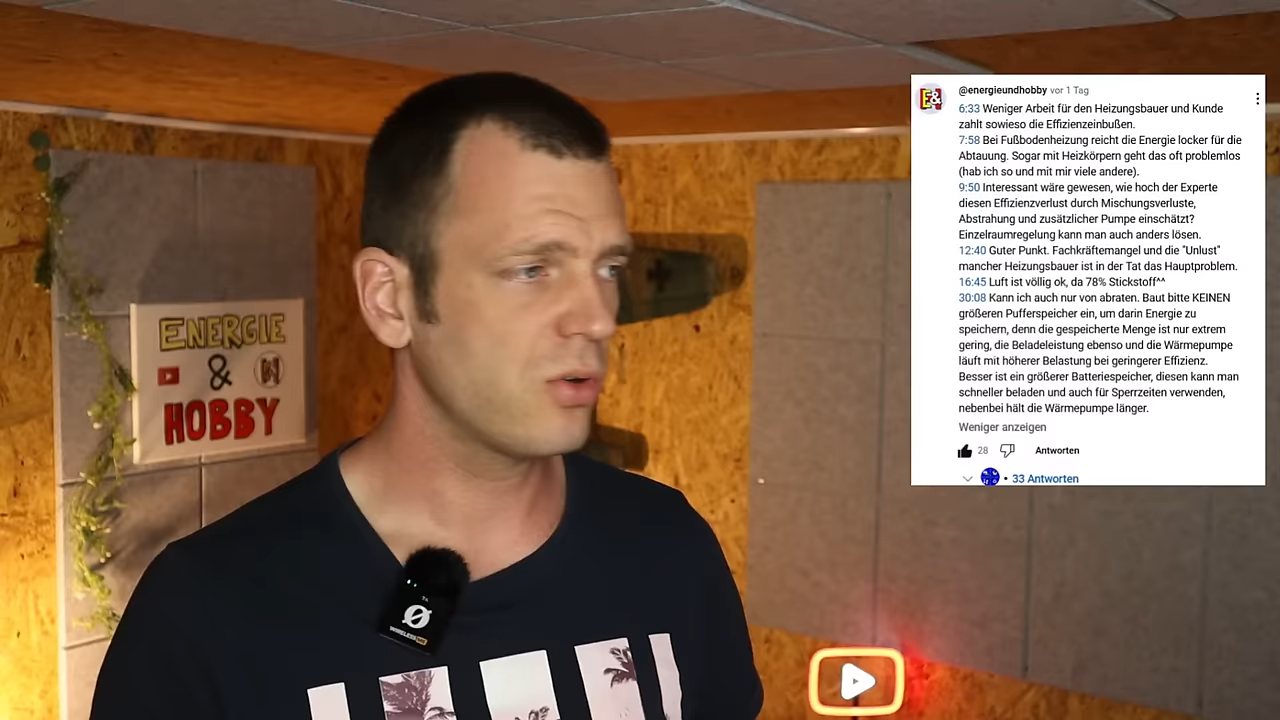 @energieundhobby vor 1 Tag
6:33 Weniger Arbeit für den Heizungsbauer und Kunde
zahlt sowieso die Effizienzeinbußen.
7:58 Bei Fußbodenheizung reicht die Energie locker für die
Abtauung. Sogar mit Heizkörpern geht das oft problemlos
(hab ich so und mit mir viele andere).
9:50 Interessant wäre gewesen, wie hoch der Experte
diesen Effizienzverlust durch Mischungsverluste,
Abstrahung und zusätzlicher Pumpe einschätzt?
Einzelraumregelung kann man auch anders lösen.
12:40 Guter Punkt. Fachkräftemangel und die "Unlust"
mancher Heizungsbauer ist in der Tat das Hauptproblem.
16:45 Luft ist völlig ok, da 78% Stickstoff^^
30:08 Kann ich auch nur von abraten. Baut bitte KEINEN
größeren Pufferspeicher ein, um darin Energie zu
speichern, denn die gespeicherte Menge ist nur extrem
gering, die Beladeleistung ebenso und die Wärmepumpe
läuft mit höherer Belastung bei geringerer Effizienz.
Besser ist ein größerer Batteriespeicher, diesen kann man
schneller beladen und auch für Sperrzeiten verwenden,
nebenbei hält die Wärmepumpe länger.
Weniger anzeigen
28 Antworten
33 Antworten
E&
ENERGIE
&
HOBBY
WIRELESS